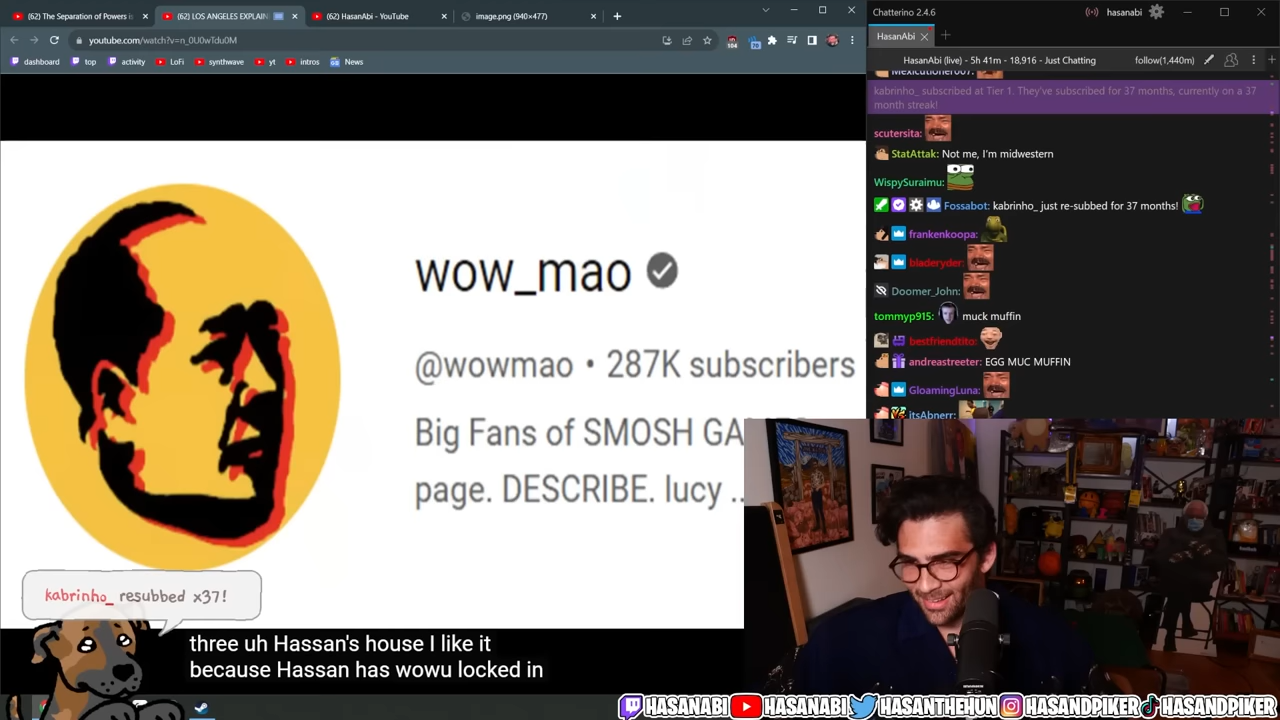 (62) The Separation of Powers is
(62) LOS ANGELES EXPLAIN
(62) HasanAbi - YouTube
image.png (940×477)
youtube.com/watch?v=n_0U0wTdu0M
104
dashboard
top
activity
LoFi
synthwave
yt
intros
News
wow_mao
@wowmao • 287K subscribers
Big Fans of SMOSH GA
page. DESCRIBE. lucy ..
kabrinho_ resubbed x37!
three uh Hassan's house I like it
because Hassan has wowu locked in
Chatterino 2.4.6
hasanabi
HasanAbi
HasanAbi (live) - 5h 41m - 18,916 - Just Chatting
follow(1,440m)
Mexicutioner007:
kabrinho_ subscribed at Tier 1. They've subscribed for 37 months, currently on a 37
month streak!
scutersita:
StatAttak: Not me, I'm midwestern
WispySuraimu:
Fossabot: kabrinho_ just re-subbed for 37 months!
frankenkoopa:
bladeryder:
Doomer_John:
tommyp915: muck muffin
bestfriendtito:
andreastreeter: EGG MUC MUFFIN
GloamingLuna:
itsAbnerr:
HASANABI
HASANABI
HASANTHEHUN
HASANDPIKER
HASANDPIKER